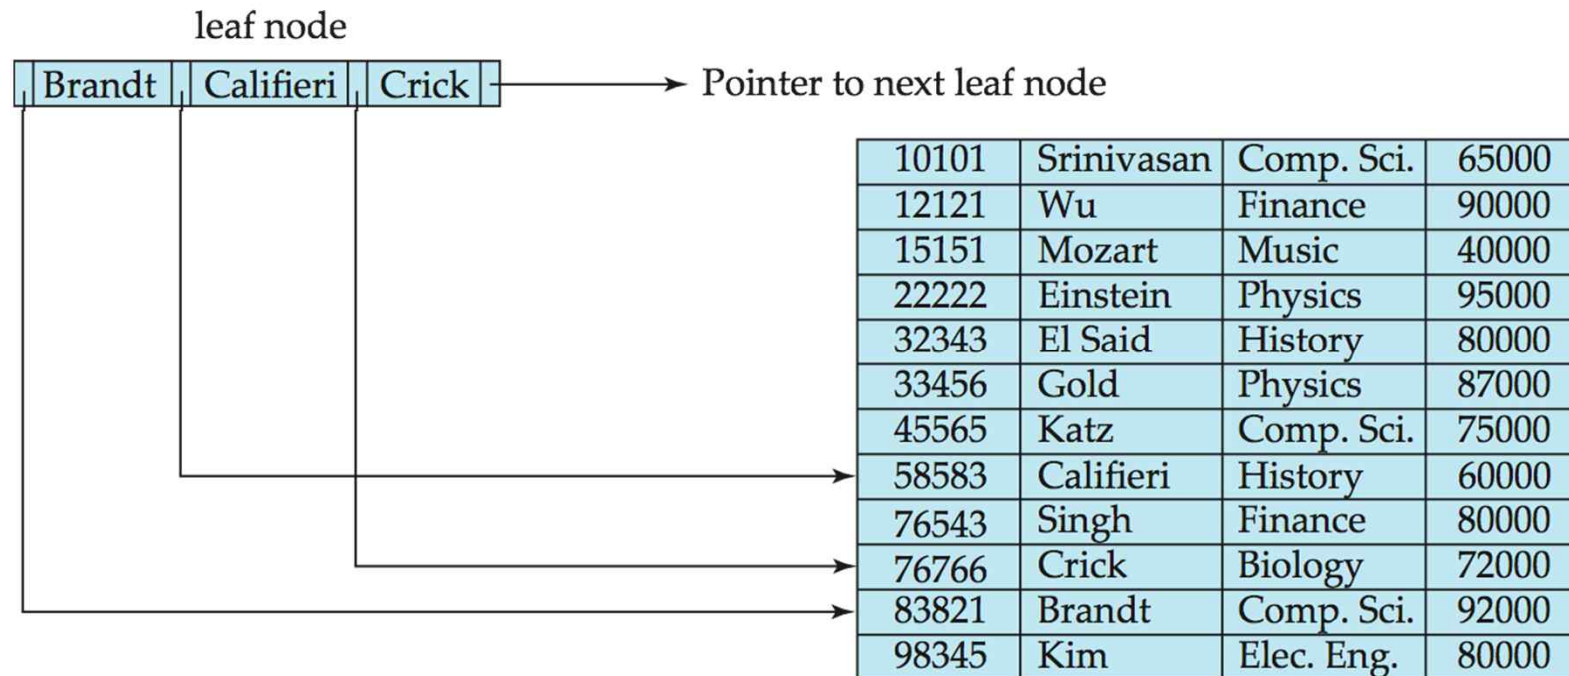 leaf node
Brandt Califieri Crick Pointer to next leaf node
10101 Srinivasan Comp. Sci. 65000
12121 Wu Finance 90000
15151 Mozart Music 40000
22222 Einstein Physics 95000
32343 El Said History 80000
33456 Gold Physics 87000
45565 Katz Comp. Sci. 75000
58583 Califieri History 60000
76543 Singh Finance 80000
76766 Crick Biology 72000
83821 Brandt Comp. Sci. 92000
98345 Kim Elec. Eng. 80000